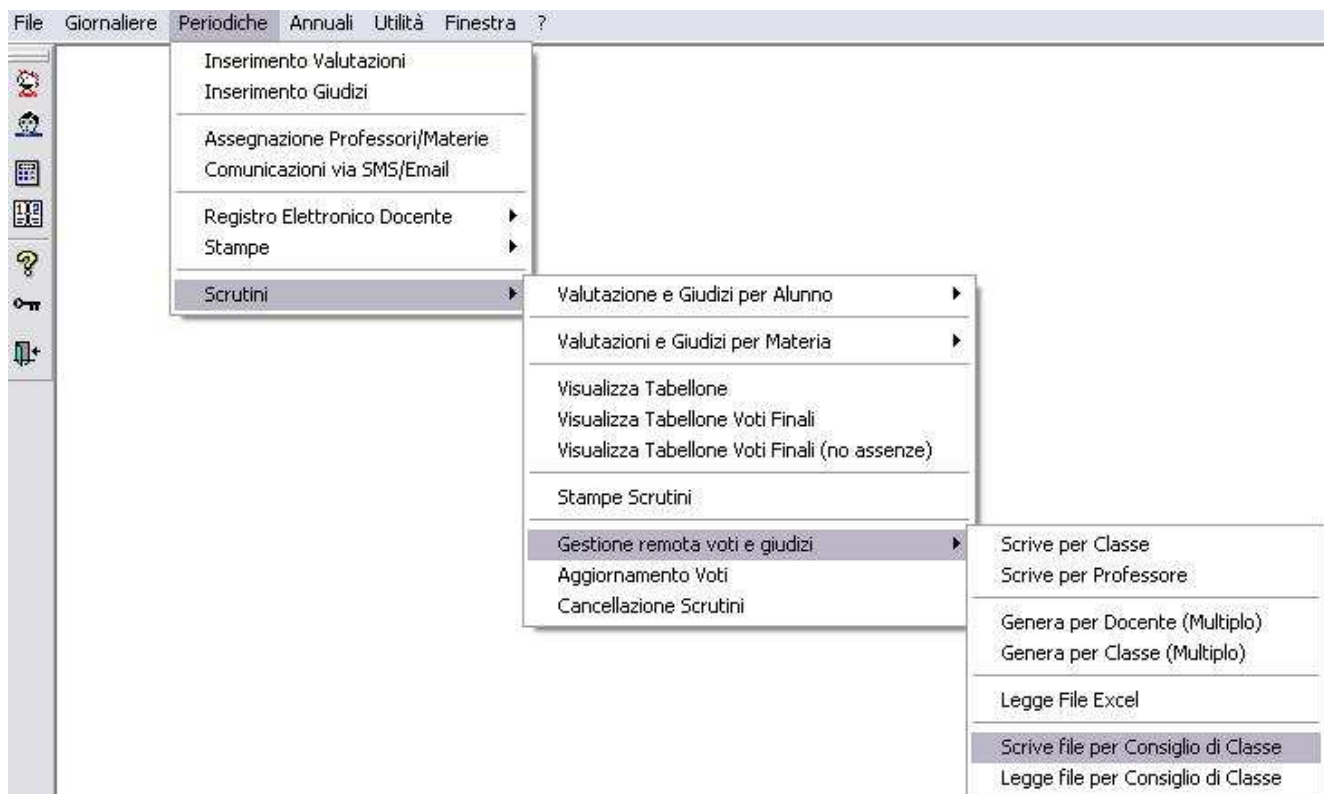 File Giornaliere Periodiche Annuali Utilità Finestra ?
Inserimento Valutazioni
Inserimento Giudizi
Assegnazione Professori/Materie
Comunicazioni via SMS/Email
Registro Elettronico Docente
Stampe
Scrutini
Valutazione e Giudizi per Alunno
Valutazioni e Giudizi per Materia
Visualizza Tabellone
Visualizza Tabellone Voti Finali
Visualizza Tabellone Voti Finali (no assenze)
Stampe Scrutini
Gestione remota voti e giudizi
Aggiornamento Voti
Cancellazione Scrutini
Scrive per Classe
Scrive per Professore
Genera per Docente (Multiplo)
Genera per Classe (Multiplo)
Legge File Excel
Scrive file per Consiglio di Classe
Legge file per Consiglio di Classe